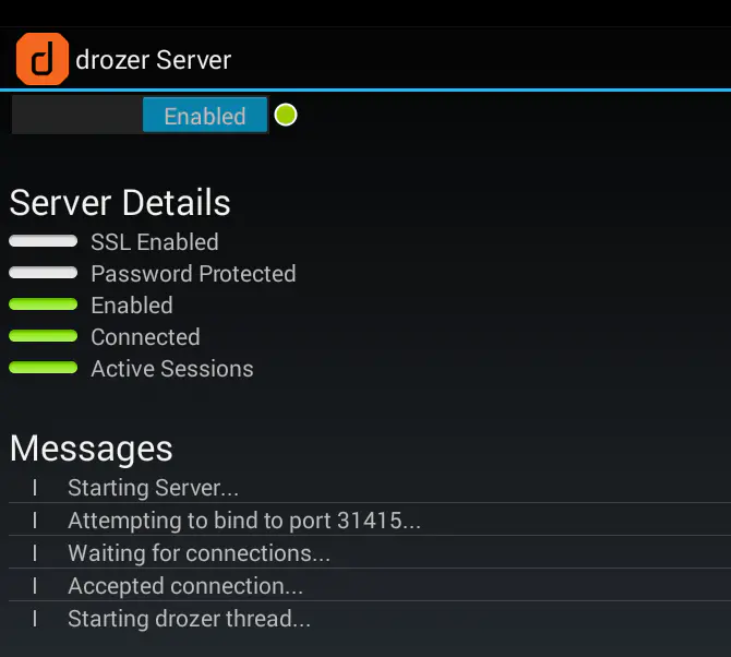 drozer Server
Enabled
Server Details
SSL Enabled
Password Protected
Enabled
Connected
Active Sessions
Messages
I Starting Server...
I Attempting to bind to port 31415...
I Waiting for connections...
I Accepted connection...
I Starting drozer thread...